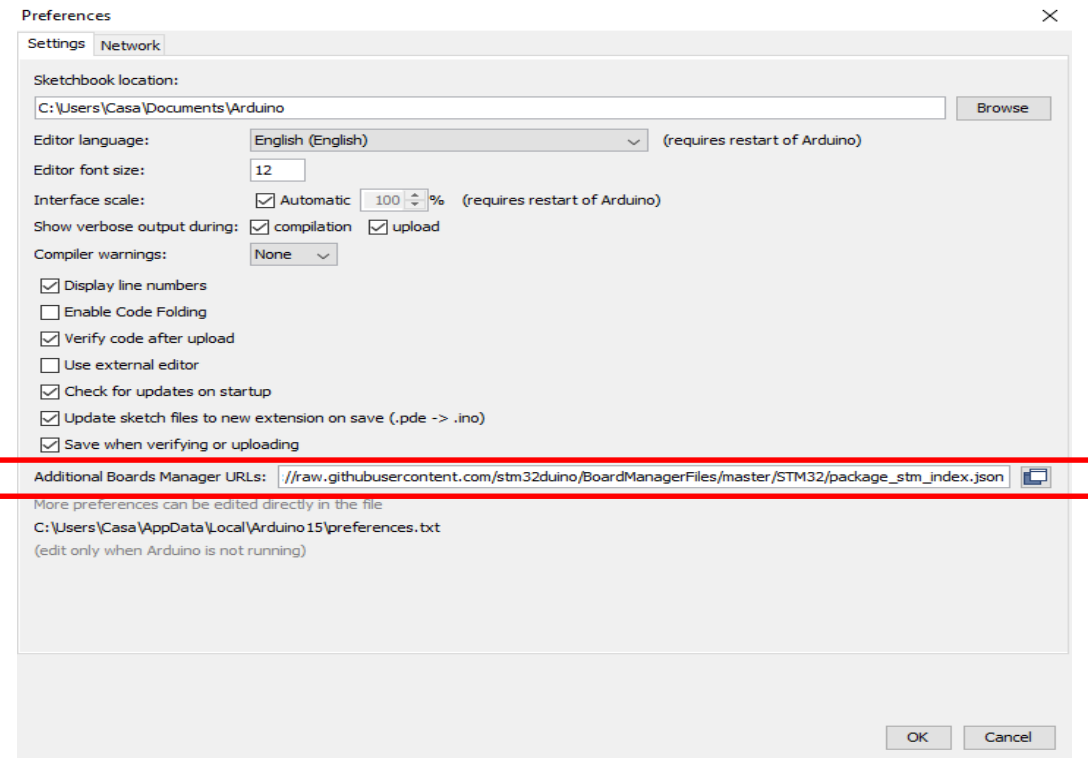 Preferences
Settings Network
Sketchbook location:
C:\Users\Casa\Documents\Arduino Browse
Editor language: English (English) (requires restart of Arduino)
Editor font size: 12
Interface scale: Automatic 100 % (requires restart of Arduino)
Show verbose output during: compilation upload
Compiler warnings: None
Display line numbers
Enable Code Folding
Verify code after upload
Use external editor
Check for updates on startup
Update sketch files to new extension on save (.pde -> .ino)
Save when verifying or uploading
Additional Boards Manager URLs: ://raw.githubusercontent.com/stm32duino/BoardManagerFiles/master/STM32/package_stm_index.json
More preferences can be edited directly in the file
C:\Users\Casa\AppData\Local\Arduino15\preferences.txt
(edit only when Arduino is not running)
OK Cancel